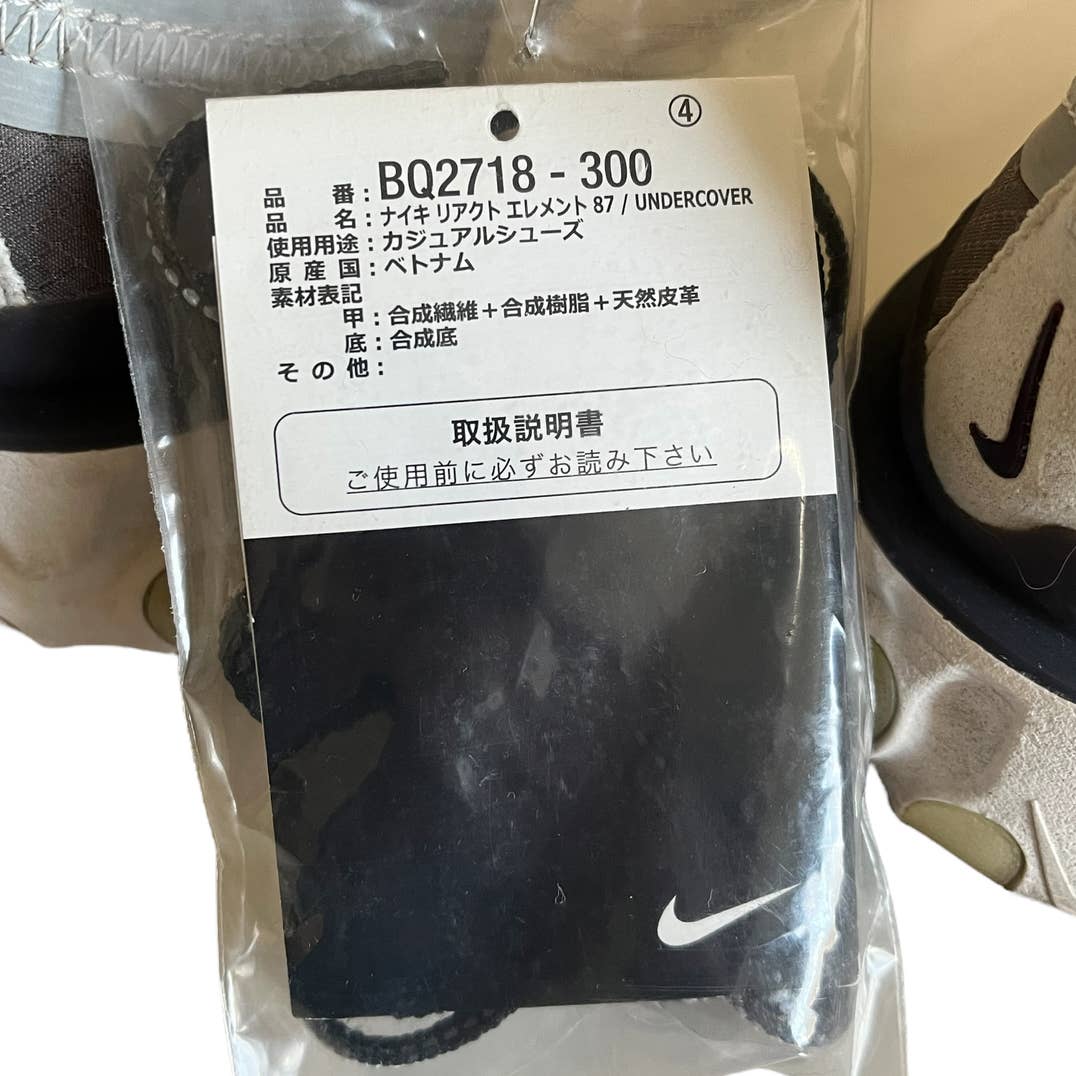 ④
品番：BQ2718 - 300
品名：ナイキ リアクト エレメント 87 / UNDERCOVER
使用用途：カジュアルシューズ
原産国：ベトナム
素材表記
甲：合成繊維＋合成樹脂＋天然皮革
底：合成底
その他：
取扱説明書
ご使用前に必ずお読み下さい